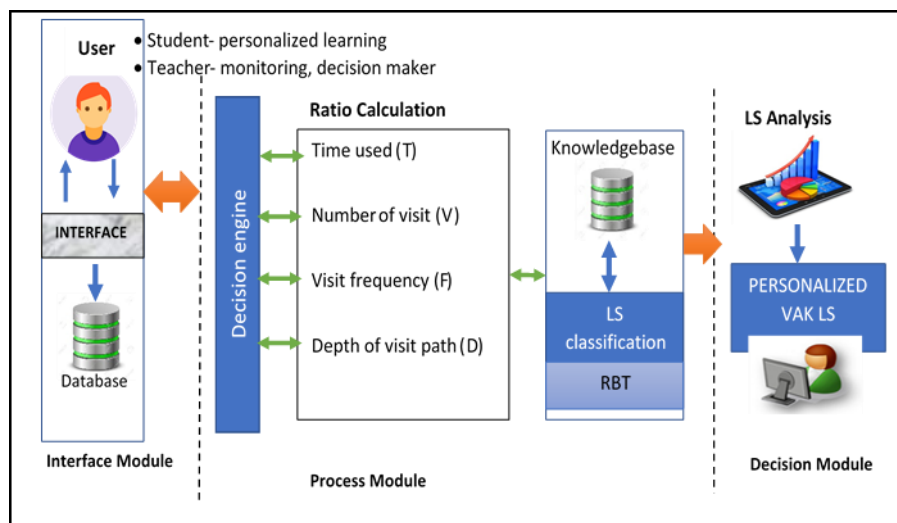 User
• Student- personalized learning
• Teacher- monitoring, decision maker
INTERFACE
Database
Interface Module
Ratio Calculation
Decision engine
Time used (T)
Number of visit (V)
Visit frequency (F)
Depth of visit path (D)
Knowledgebase
LS
classification
RBT
Process Module
LS Analysis
PERSONALIZED
VAK LS
Decision Module